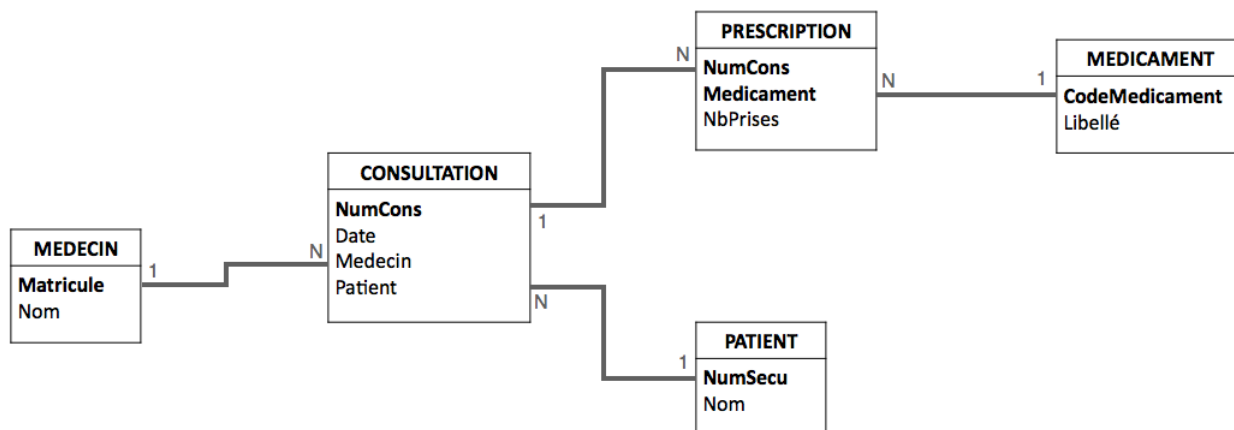 MEDECIN
Matricule
Nom
1
N
CONSULTATION
NumCons
Date
Medecin
Patient
1
N
N
PRESCRIPTION
NumCons
Medicament
NbPrises
N
1
MEDICAMENT
CodeMedicament
Libellé
1
PATIENT
NumSecu
Nom